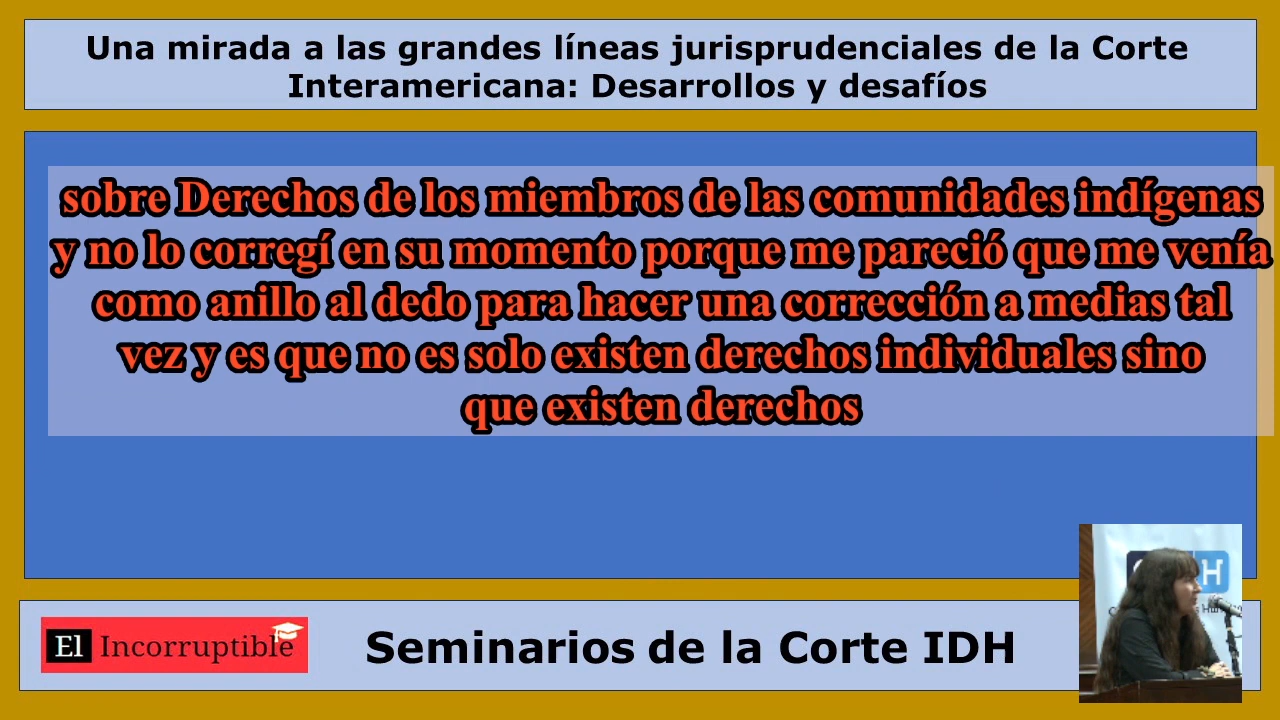 Una mirada a las grandes líneas jurisprudenciales de la Corte
Interamericana: Desarrollos y desafíos
sobre Derechos de los miembros de las comunidades indígenas
y no lo corregí en su momento porque me pareció que me venía
como anillo al dedo para hacer una corrección a medias tal
vez y es que no es solo existen derechos individuales sino
que existen derechos
El Incorruptible
Seminarios de la Corte IDH